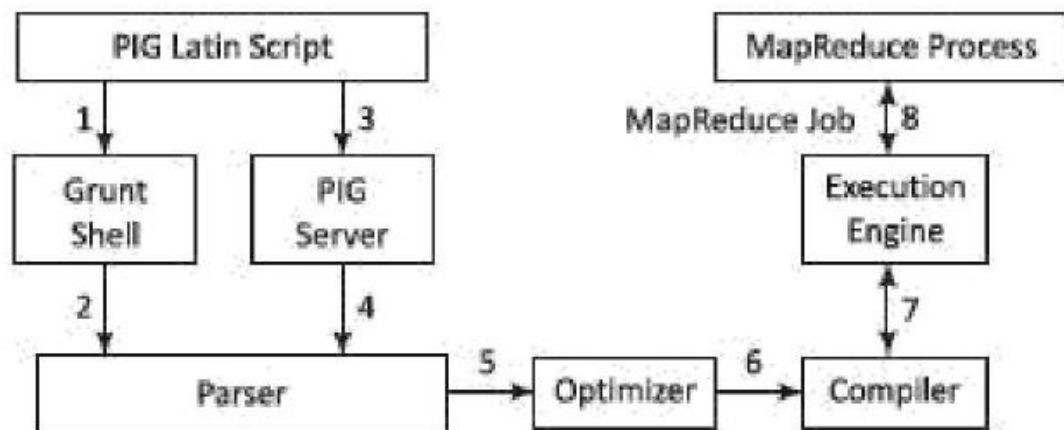 PIG Latin Script
MapReduce Process
1
3
MapReduce Job
8
Grunt
Shell
PIG
Server
Execution
Engine
2
4
7
Parser
5
Optimizer
6
Compiler